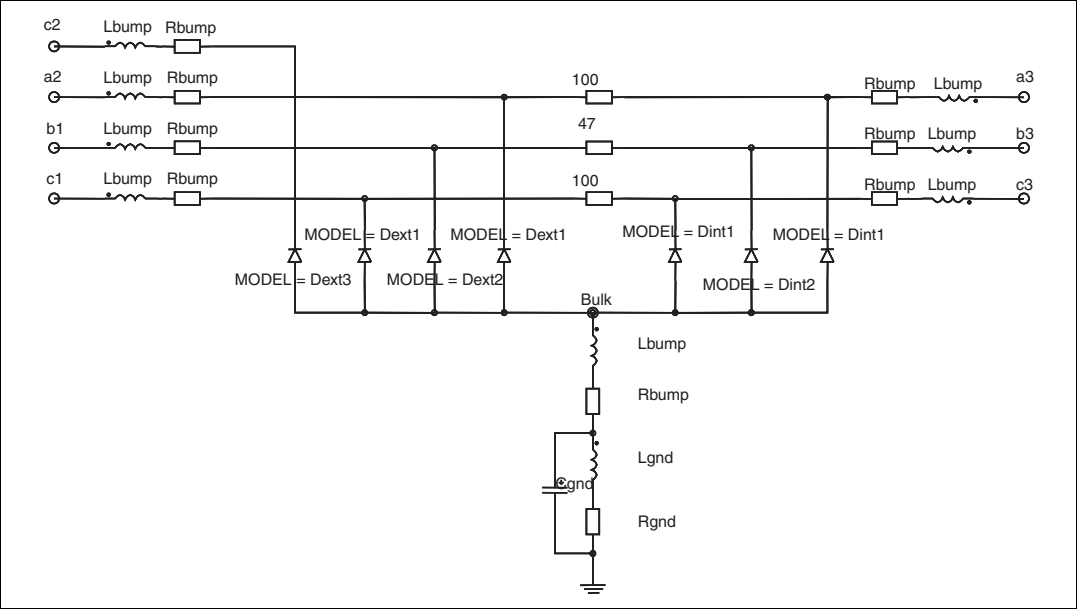 c2 Lbump Rbump
a2 Lbump Rbump 100 Rbump Lbump a3
b1 Lbump Rbump 47 Rbump Lbump b3
c1 Lbump Rbump 100 Rbump Lbump c3
MODEL = Dext1 MODEL = Dext1 MODEL = Dint1 MODEL = Dint1
MODEL = Dext3 MODEL = Dext2 MODEL = Dint2
Bulk
Lbump
Rbump
Lgnd
Cgnd
Rgnd